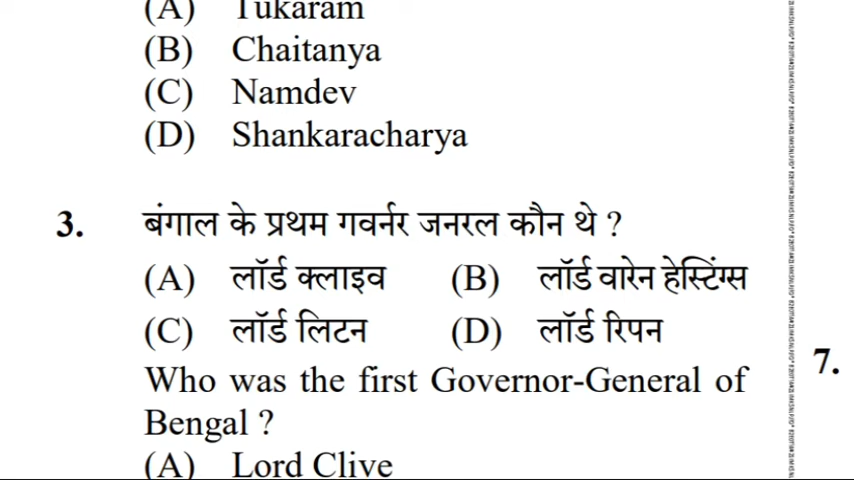 (A) Tukaram
(B) Chaitanya
(C) Namdev
(D) Shankaracharya
3. बंगाल के प्रथम गवर्नर जनरल कौन थे ?
(A) लॉर्ड क्लाइव (B) लॉर्ड वारेन हेस्टिंग्स
(C) लॉर्ड लिटन (D) लॉर्ड रिपन
Who was the first Governor-General of
Bengal ?
(A) Lord Clive
7.